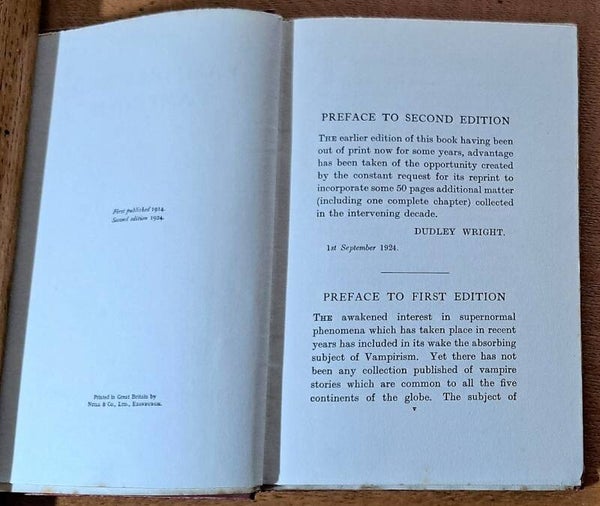 First published 1914.
Second edition 1924.
Printed in Great Britain by
NEILL & CO., LTD., EDINBURGH.
PREFACE TO SECOND EDITION
THE earlier edition of this book having been
out of print now for some years, advantage
has been taken of the opportunity created
by the constant request for its reprint to
incorporate some 50 pages additional matter
(including one complete chapter) collected
in the intervening decade.
DUDLEY WRIGHT.
1st September 1924.
PREFACE TO FIRST EDITION
THE awakened interest in supernormal
phenomena which has taken place in recent
years has included in its wake the absorbing
subject of Vampirism. Yet there has not
been any collection published of vampire
stories which are common to all the five
continents of the globe. The subject of
v